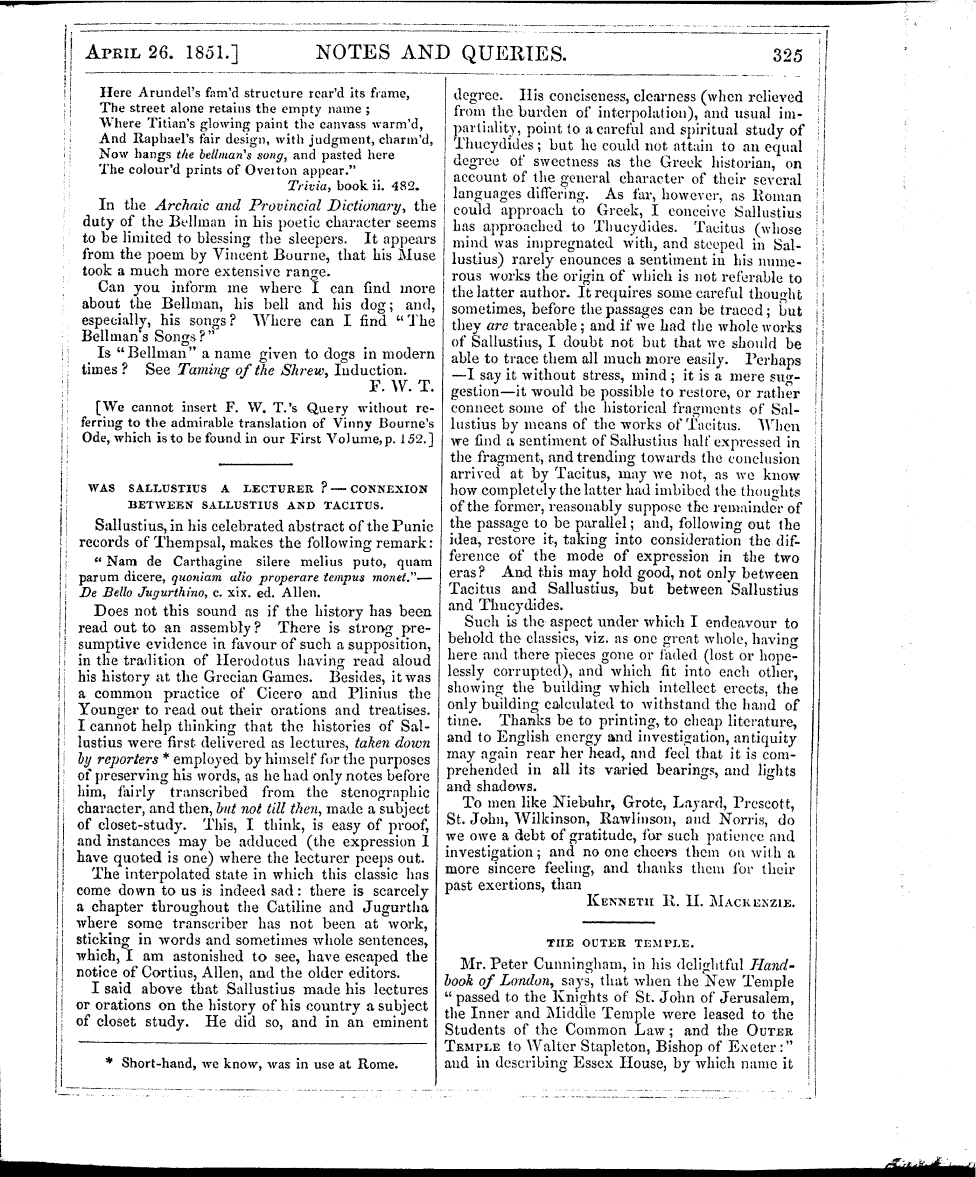 APRIL 26. 1851.] NOTES AND QUERIES. 325
Here Arundel's fam'd structure rear'd its frame,
The street alone retains the empty name ;
Where Titian's glowing paint the canvass warm'd,
And Raphael's fair design, with judgment, charm'd,
Now hangs the bellman's song, and pasted here
The colour'd prints of Overton appear."
Trivia, book ii. 482.
In the Archaic and Provincial Dictionary, the
duty of the Bellman in his poetic character seems
to be limited to blessing the sleepers. It appears
from the poem by Vincent Bourne, that his Muse
took a much more extensive range.
Can you inform me where I can find more
about the Bellman, his bell and his dog; and,
especially, his songs? Where can I find "The
Bellman's Songs?"
Is "Bellman" a name given to dogs in modern
times? See Taming of the Shrew, Induction.
F. W. T.
[We cannot insert F. W. T.'s Query without re-
ferring to the admirable translation of Vinny Bourne's
Ode, which is to be found in our First Volume, p. 152.]
WAS SALLUSTIUS A LECTURER ? — CONNEXION
BETWEEN SALLUSTIUS AND TACITUS.
Sallustius, in his celebrated abstract of the Punic
records of Thempsal, makes the following remark:
" Nam de Carthagine silere melius puto, quam
parum dicere, quoniam alio properare tempus monet."—
De Bello Jugurthino, c. xix. ed. Allen.
Does not this sound as if the history has been
read out to an assembly? There is strong pre-
sumptive evidence in favour of such a supposition,
in the tradition of Herodotus having read aloud
his history at the Grecian Games. Besides, it was
a common practice of Cicero and Plinius the
Younger to read out their orations and treatises.
I cannot help thinking that the histories of Sal-
lustius were first delivered as lectures, taken down
by reporters * employed by himself for the purposes
of preserving his words, as he had only notes before
him, fairly transcribed from the stenographic
character, and then, but not till then, made a subject
of closet-study. This, I think, is easy of proof,
and instances may be adduced (the expression I
have quoted is one) where the lecturer peeps out.
The interpolated state in which this classic has
come down to us is indeed sad: there is scarcely
a chapter throughout the Catiline and Jugurtha
where some transcriber has not been at work,
sticking in words and sometimes whole sentences,
which, I am astonished to see, have escaped the
notice of Cortius, Allen, and the older editors.
I said above that Sallustius made his lectures
or orations on the history of his country a subject
of closet study. He did so, and in an eminent
* Short-hand, we know, was in use at Rome.
degree. His conciseness, clearness (when relieved
from the burden of interpolation), and usual im-
partiality, point to a careful and spiritual study of
Thucydides; but he could not attain to an equal
degree of sweetness as the Greek historian, on
account of the general character of their several
languages differing. As far, however, as Roman
could approach to Greek, I conceive Sallustius
has approached to Thucydides. Tacitus (whose
mind was impregnated with, and steeped in Sal-
lustius) rarely enounces a sentiment in his nume-
rous works the origin of which is not referable to
the latter author. It requires some careful thought
sometimes, before the passages can be traced; but
they are traceable; and if we had the whole works
of Sallustius, I doubt not but that we should be
able to trace them all much more easily. Perhaps
—I say it without stress, mind; it is a mere sug-
gestion—it would be possible to restore, or rather
connect some of the historical fragments of Sal-
lustius by means of the works of Tacitus. When
we find a sentiment of Sallustius half expressed in
the fragment, and trending towards the conclusion
arrived at by Tacitus, may we not, as we know
how completely the latter had imbibed the thoughts
of the former, reasonably suppose the remainder of
the passage to be parallel; and, following out the
idea, restore it, taking into consideration the dif-
ference of the mode of expression in the two
eras? And this may hold good, not only between
Tacitus and Sallustius, but between Sallustius
and Thucydides.
Such is the aspect under which I endeavour to
behold the classics, viz. as one great whole, having
here and there pieces gone or faded (lost or hope-
lessly corrupted), and which fit into each other,
showing the building which intellect erects, the
only building calculated to withstand the hand of
time. Thanks be to printing, to cheap literature,
and to English energy and investigation, antiquity
may again rear her head, and feel that it is com-
prehended in all its varied bearings, and lights
and shadows.
To men like Niebuhr, Grote, Layard, Prescott,
St. John, Wilkinson, Rawlinson, and Norris, do
we owe a debt of gratitude, for such patience and
investigation; and no one cheers them on with a
more sincere feeling, and thanks them for their
past exertions, than
KENNETH R. H. MACKENZIE.
THE OUTER TEMPLE.
Mr. Peter Cunningham, in his delightful Hand-
book of London, says, that when the New Temple
"passed to the Knights of St. John of Jerusalem,
the Inner and Middle Temple were leased to the
Students of the Common Law; and the OUTER
TEMPLE to Walter Stapleton, Bishop of Exeter:"
and in describing Essex House, by which name it